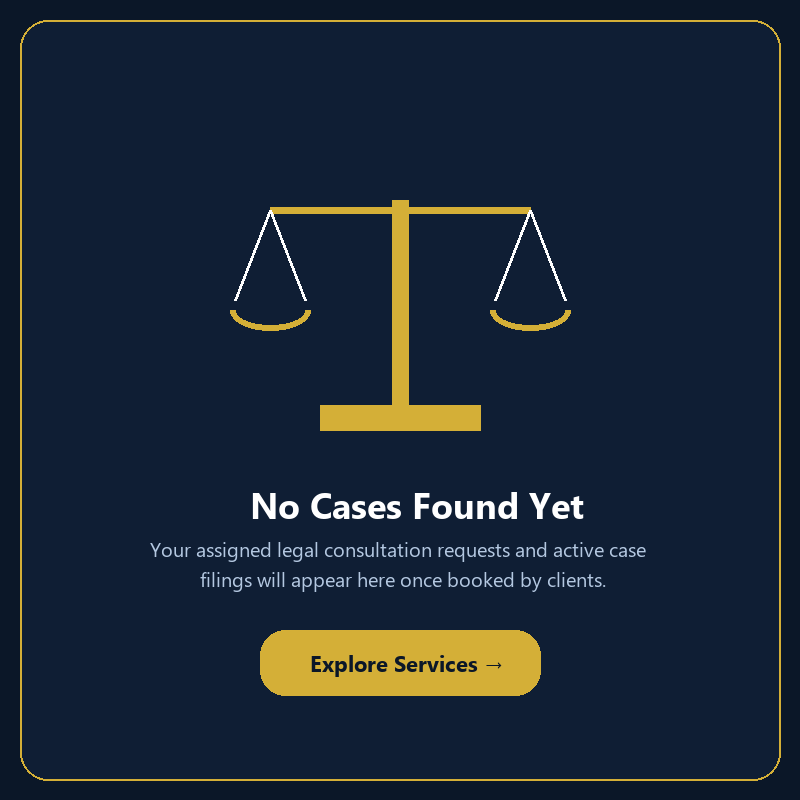 No Cases Found Yet
Your assigned legal consultation requests and active case
filings will appear here once booked by clients.
Explore Services →